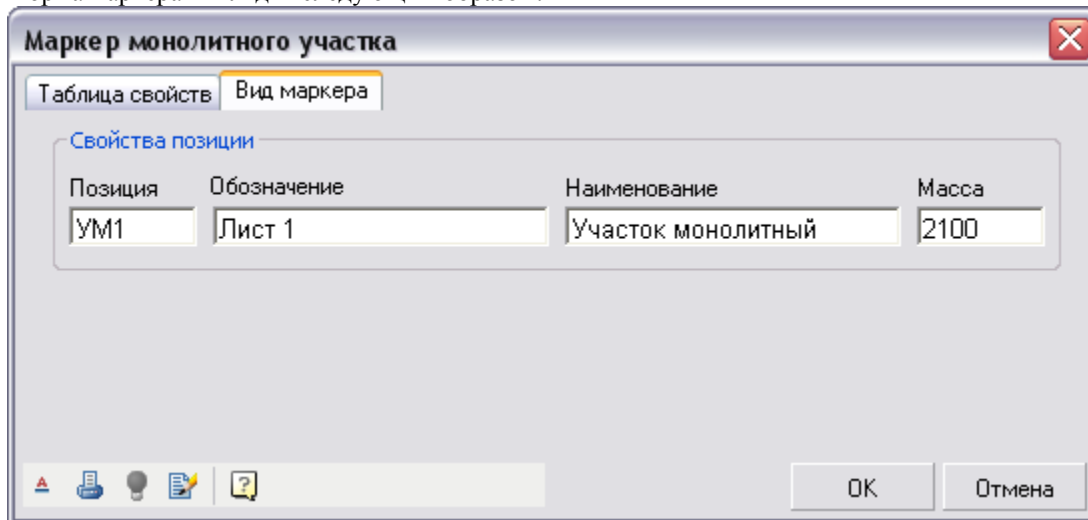 Маркер монолитного участка
Таблица свойств Вид маркера
Свойства позиции
Позиция Обозначение Наименование Масса
УМ1 Лист 1 Участок монолитный 2100
OK Отмена